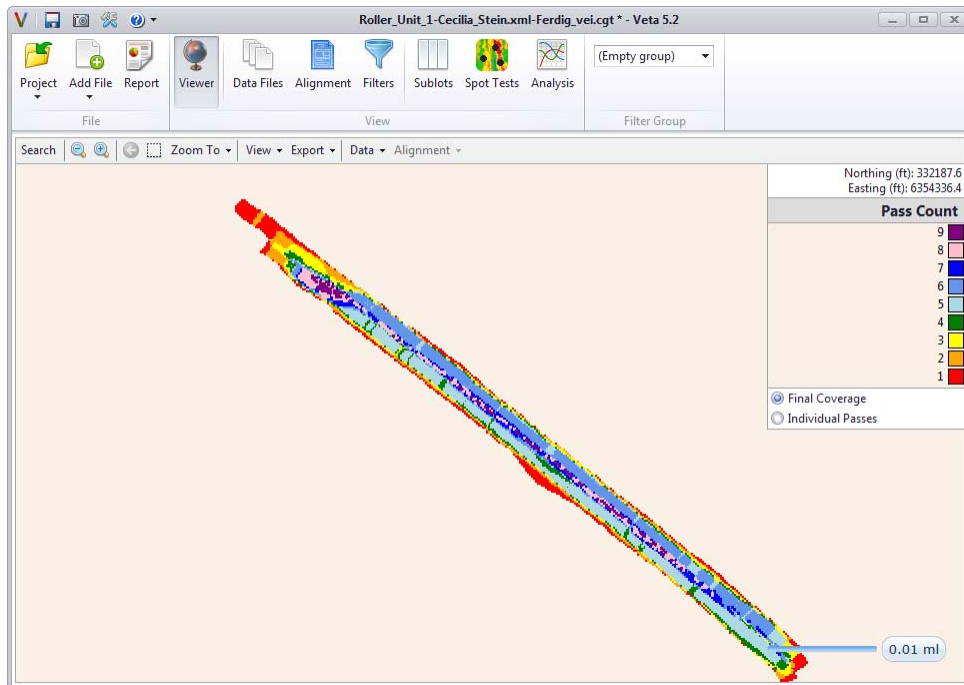 Roller_Unit_1-Cecilia_Stein.xml-Ferdig_vei.cgt * - Veta 5.2
Project
Add File
Report
Viewer
Data Files
Alignment
Filters
Sublots
Spot Tests
Analysis
(Empty group)
File
View
Filter Group
Search
Zoom To
View
Export
Data
Alignment
Northing (ft): 332187.6
Easting (ft): 6354336.4
Pass Count
9
8
7
6
5
4
3
2
1
Final Coverage
Individual Passes
0.01 ml